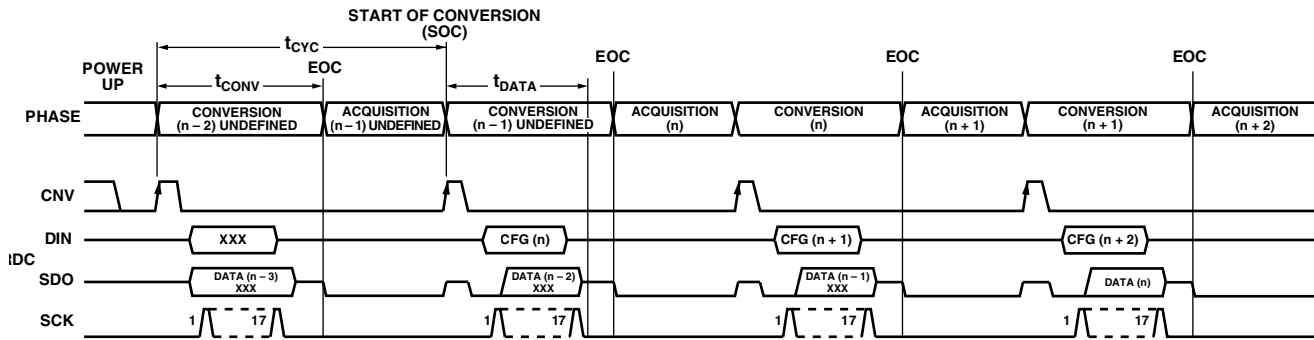 START OF CONVERSION
(SOC)
tCYC
POWER
UP
tCONV
EOC
tDATA
EOC
EOC
EOC
PHASE
CONVERSION
(n – 2) UNDEFINED
ACQUISITION
(n – 1) UNDEFINED
CONVERSION
(n – 1) UNDEFINED
ACQUISITION
(n)
CONVERSION
(n)
ACQUISITION
(n + 1)
CONVERSION
(n + 1)
ACQUISITION
(n + 2)
CNV
DIN
XXX
CFG (n)
CFG (n + 1)
CFG (n + 2)
RDC
SDO
DATA (n – 3)
XXX
DATA (n – 2)
XXX
DATA (n – 1)
XXX
DATA (n)
SCK
1
17
1
17
1
17
1
17